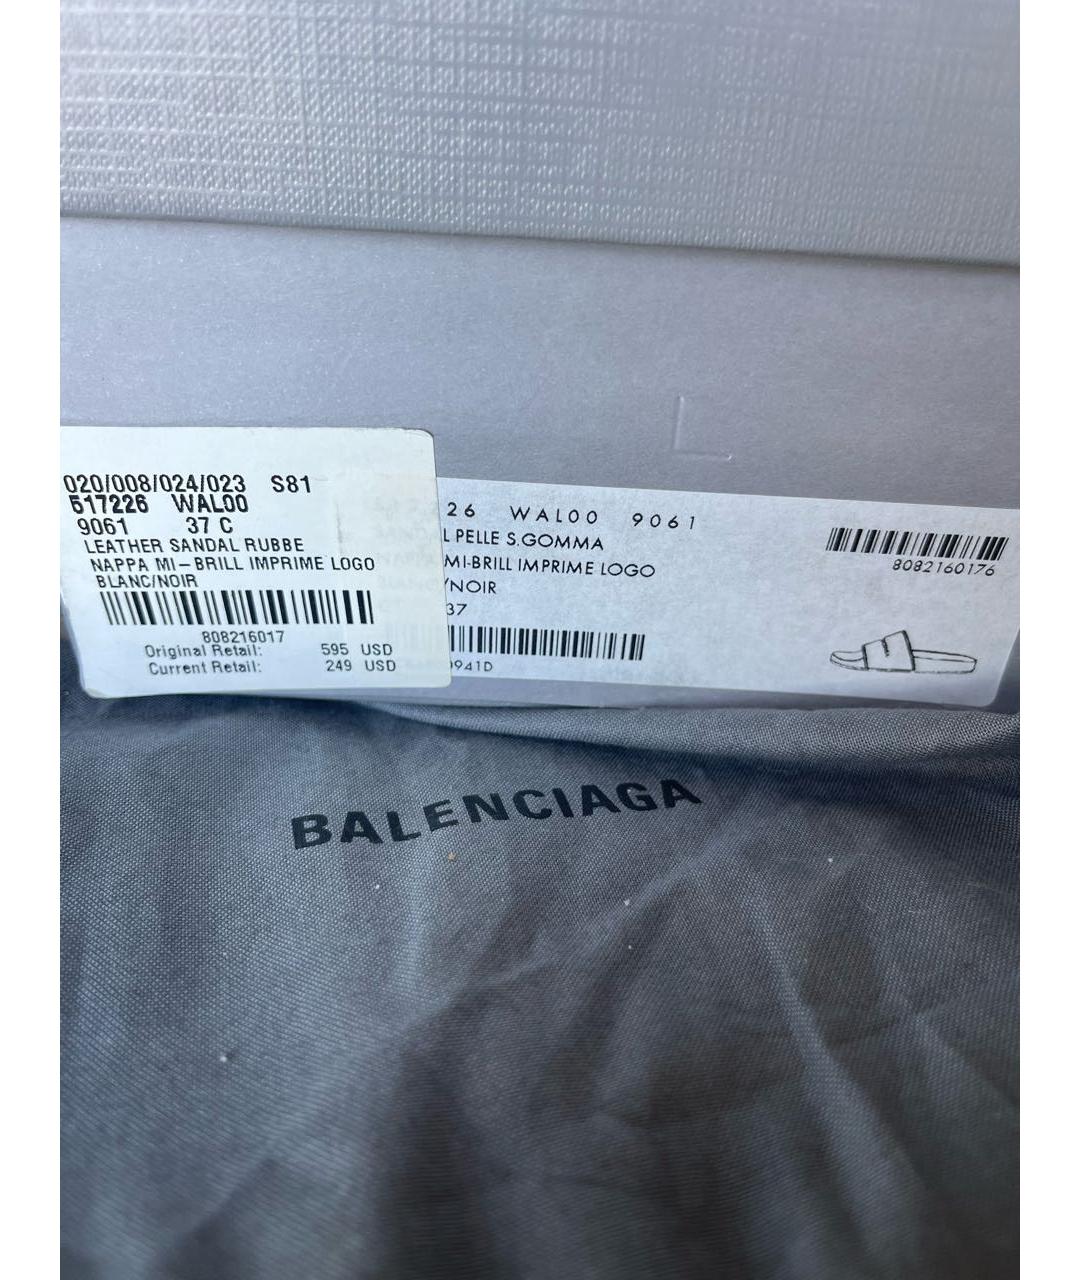 020/008/024/023 S81
517226 WAL00
9061 37 C
LEATHER SANDAL RUBBE
NAPPA MI-BRILL IMPRIME LOGO
BLANC/NOIR
808216017
Original Retail: 595 USD
Current Retail: 249 USD
26 WAL00 9061
L PELLE S.GOMMA
MI-BRILL IMPRIME LOGO
/NOIR
37
941D
8082160176
BALENCIAGA